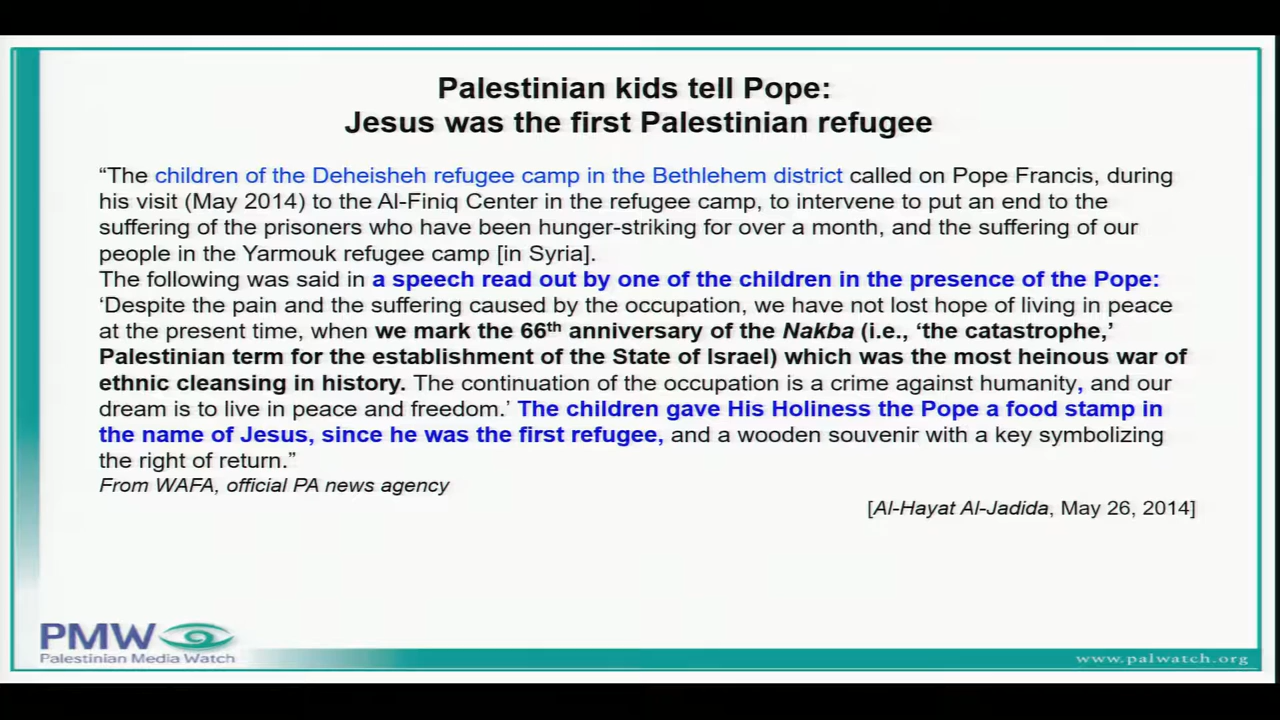 Palestinian kids tell Pope:
Jesus was the first Palestinian refugee
“The children of the Deheisheh refugee camp in the Bethlehem district called on Pope Francis, during
his visit (May 2014) to the Al-Finiq Center in the refugee camp, to intervene to put an end to the
suffering of the prisoners who have been hunger-striking for over a month, and the suffering of our
people in the Yarmouk refugee camp [in Syria].
The following was said in a speech read out by one of the children in the presence of the Pope:
‘Despite the pain and the suffering caused by the occupation, we have not lost hope of living in peace
at the present time, when we mark the 66th anniversary of the Nakba (i.e., ‘the catastrophe,’
Palestinian term for the establishment of the State of Israel) which was the most heinous war of
ethnic cleansing in history. The continuation of the occupation is a crime against humanity, and our
dream is to live in peace and freedom.’ The children gave His Holiness the Pope a food stamp in
the name of Jesus, since he was the first refugee, and a wooden souvenir with a key symbolizing
the right of return.”
From WAFA, official PA news agency
[Al-Hayat Al-Jadida, May 26, 2014]
PMW
Palestinian Media Watch
www.palwatch.org